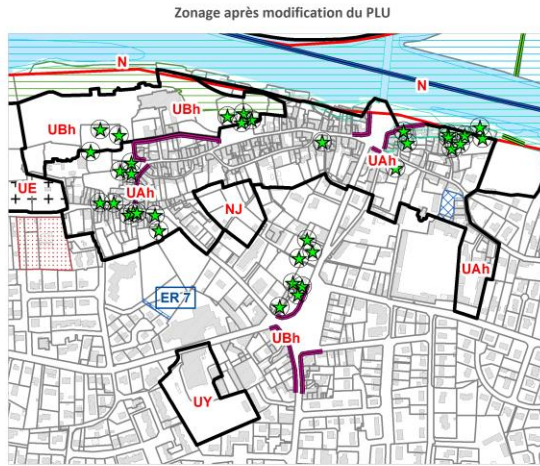 Zonage après modification du PLU
N
N
UBh
UBh
UAh
UE
UAh
NJ
UAh
ER 7
UBh
UY